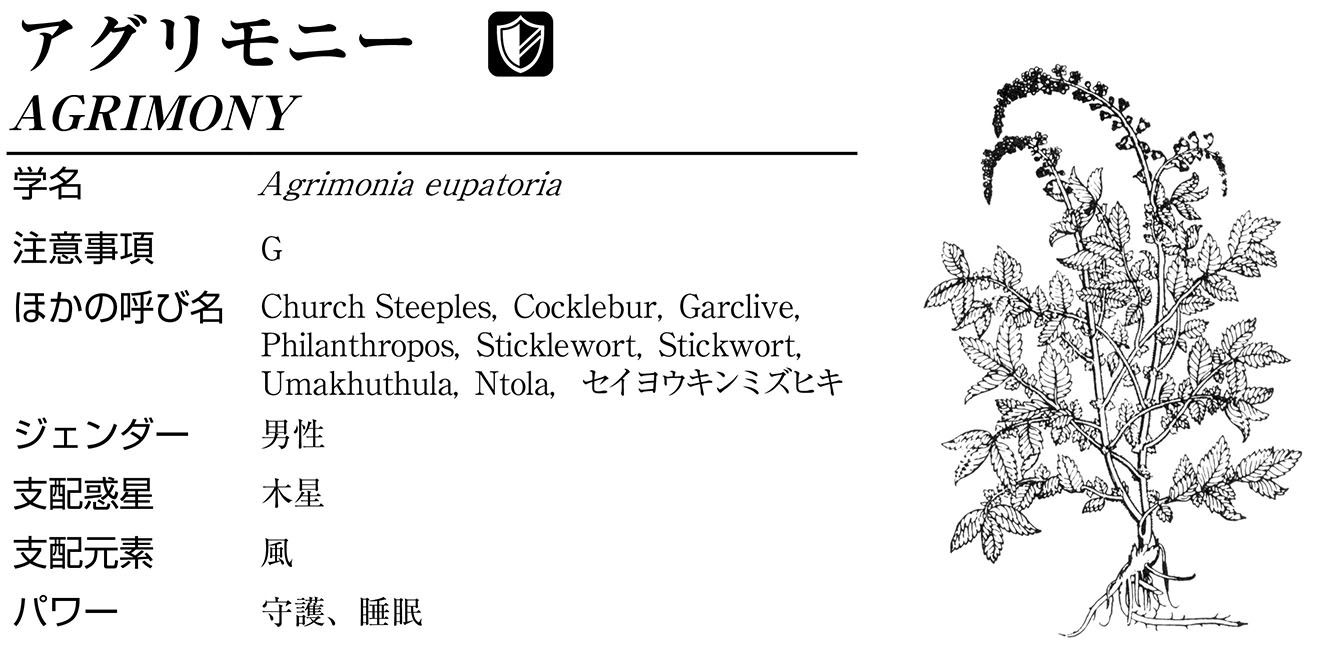 アグリモニー
AGRIMONY
学名 Agrimonia eupatoria
注意事項 G
ほかの呼び名 Church Steeples, Cocklebur, Garclive,
Philanthropos, Sticklewort, Stickwort,
Umakhuthula, Ntola, セイヨウキンミズヒキ
ジェンダー 男性
支配惑星 木星
支配元素 風
パワー 守護、睡眠